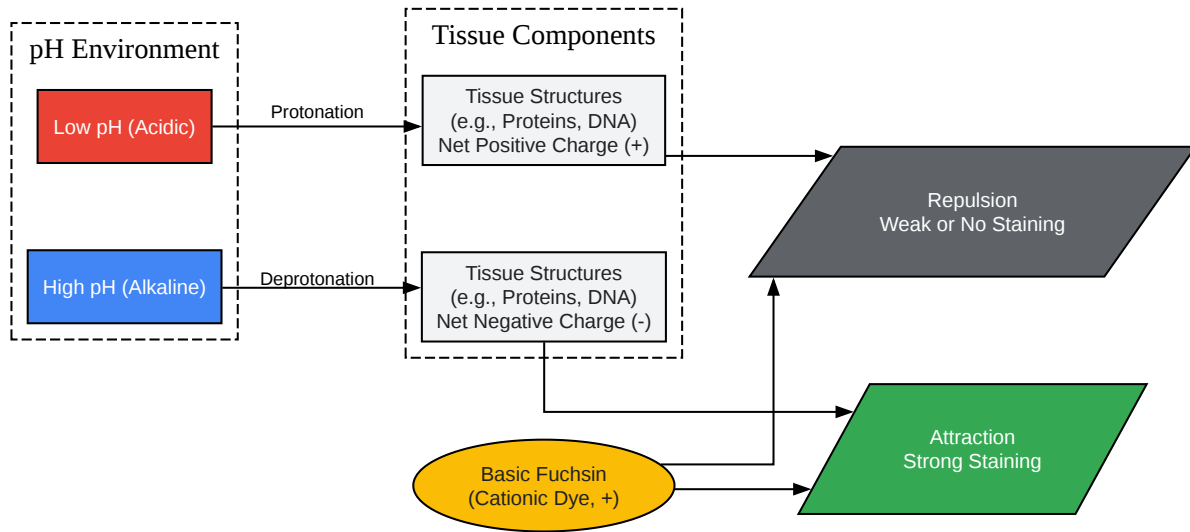 pH Environment
Tissue Components
Low pH (Acidic)
Protonation
Tissue Structures
(e.g., Proteins, DNA)
Net Positive Charge (+)
Repulsion
Weak or No Staining
High pH (Alkaline)
Deprotonation
Tissue Structures
(e.g., Proteins, DNA)
Net Negative Charge (-)
Attraction
Strong Staining
Basic Fuchsin
(Cationic Dye, +)